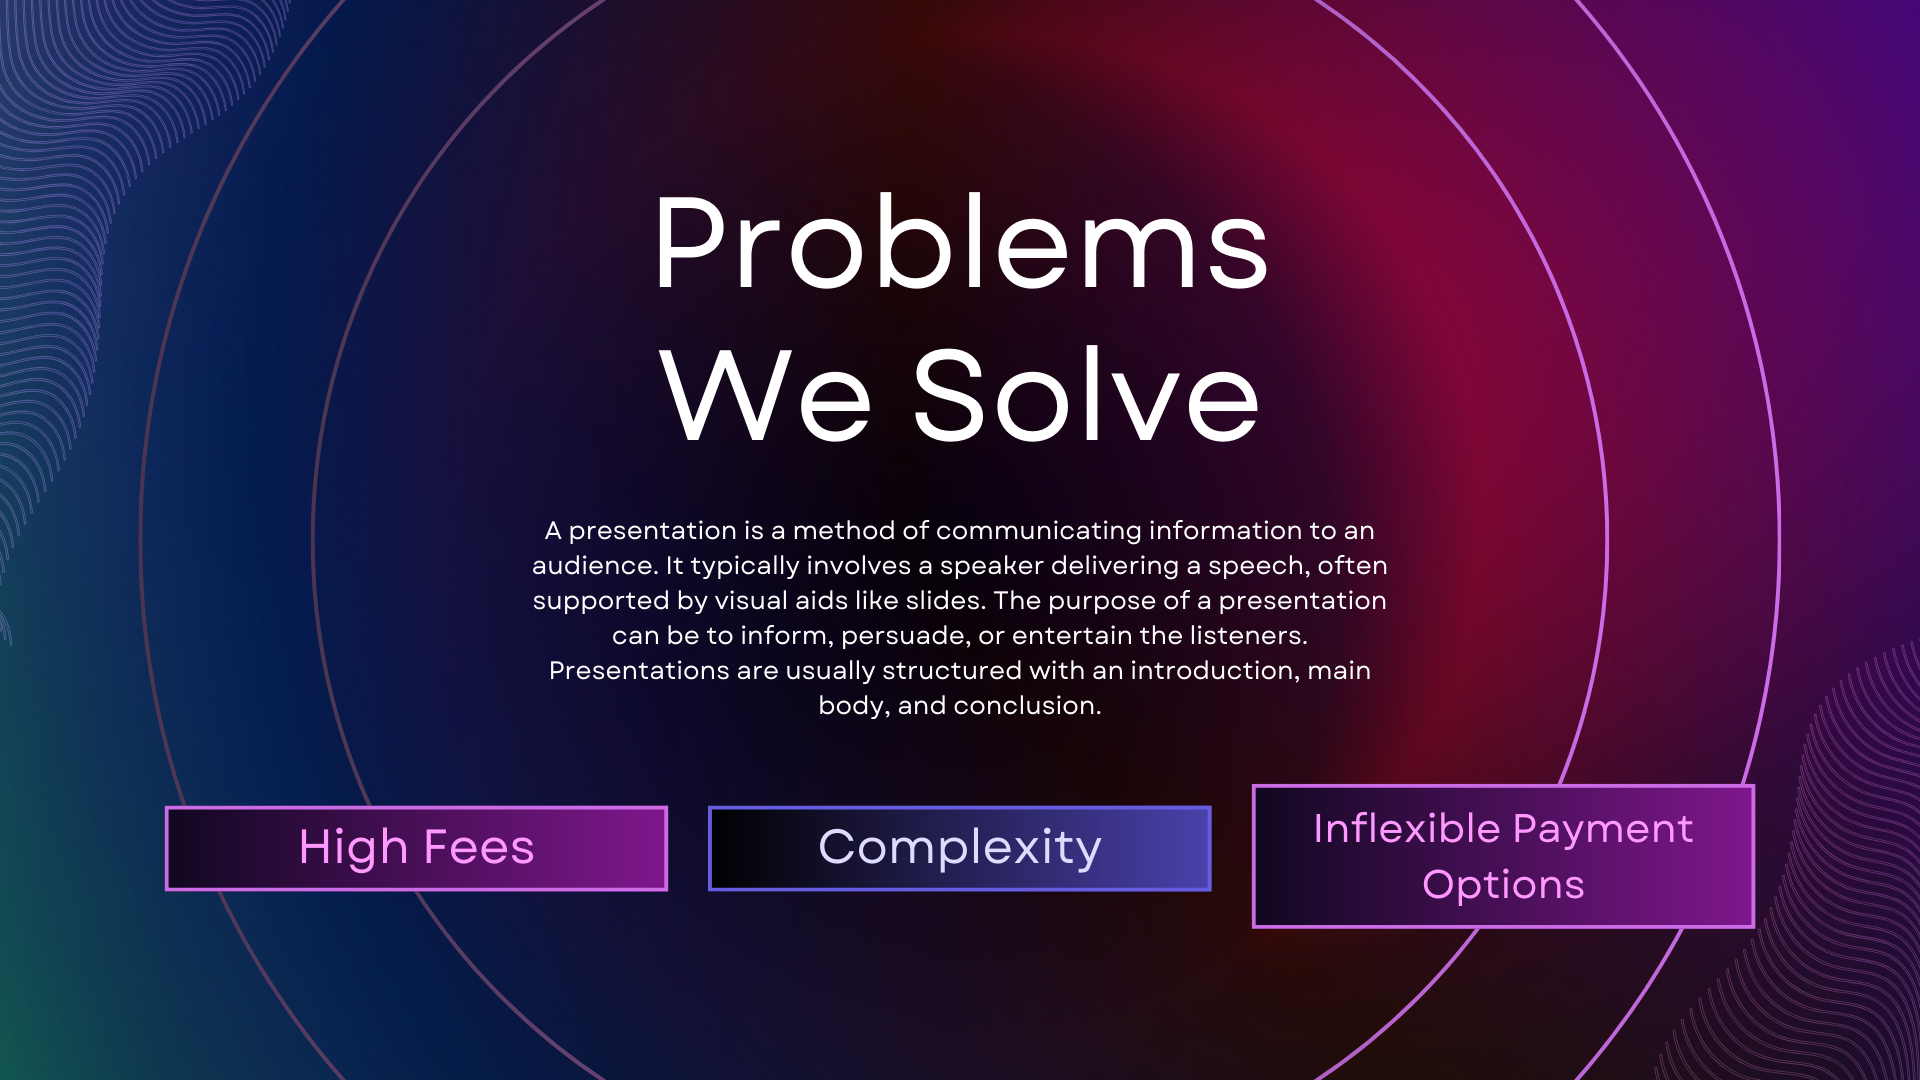 Problems
We Solve
A presentation is a method of communicating information to an
audience. It typically involves a speaker delivering a speech, often
supported by visual aids like slides. The purpose of a presentation
can be to inform, persuade, or entertain the listeners.
Presentations are usually structured with an introduction, main
body, and conclusion.
High Fees
Complexity
Inflexible Payment
Options